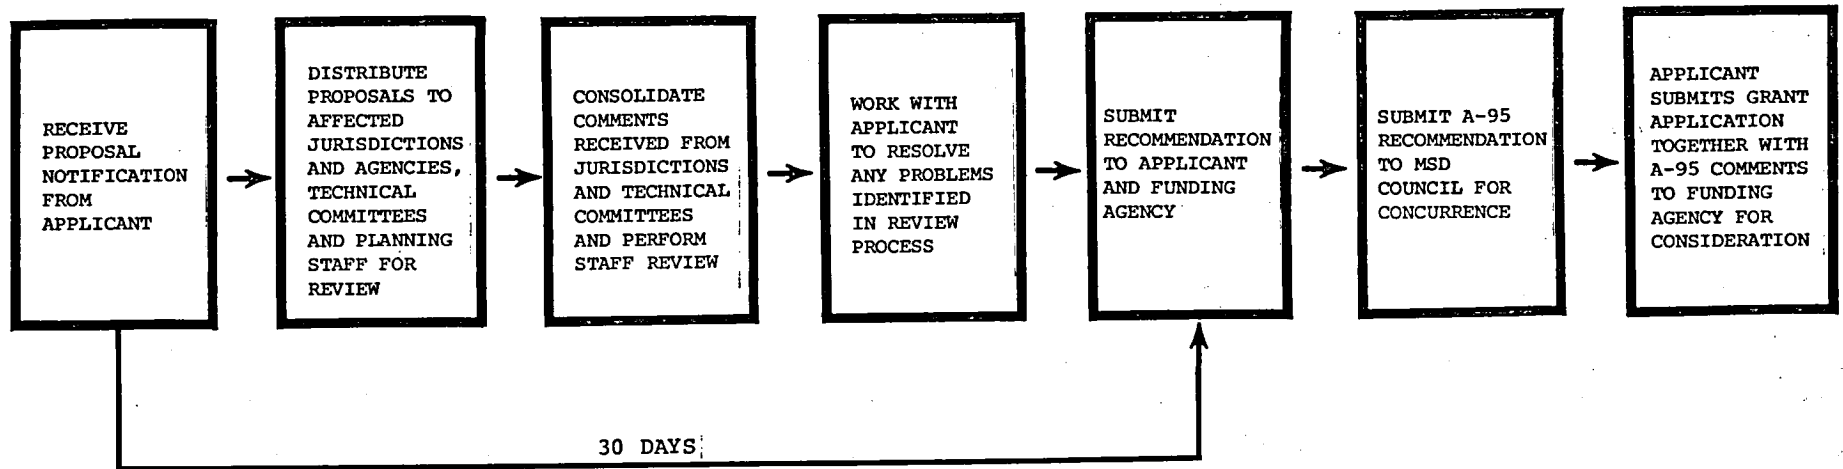 RECEIVE
PROPOSAL
NOTIFICATION
FROM
APPLICANT
DISTRIBUTE
PROPOSALS TO
AFFECTED
JURISDICTIONS
AND AGENCIES,
TECHNICAL
COMMITTEES
AND PLANNING
STAFF FOR
REVIEW
CONSOLIDATE
COMMENTS
RECEIVED FROM
JURISDICTIONS
AND TECHNICAL
COMMITTEES
AND PERFORM
STAFF REVIEW
WORK WITH
APPLICANT
TO RESOLVE
ANY PROBLEMS
IDENTIFIED
IN REVIEW
PROCESS
SUBMIT
RECOMMENDATION
TO APPLICANT
AND FUNDING
AGENCY
SUBMIT A-95
RECOMMENDATION
TO MSD
COUNCIL FOR
CONCURRENCE
APPLICANT
SUBMITS GRANT
APPLICATION
TOGETHER WITH
A-95 COMMENTS
TO FUNDING
AGENCY FOR
CONSIDERATION
30 DAYS